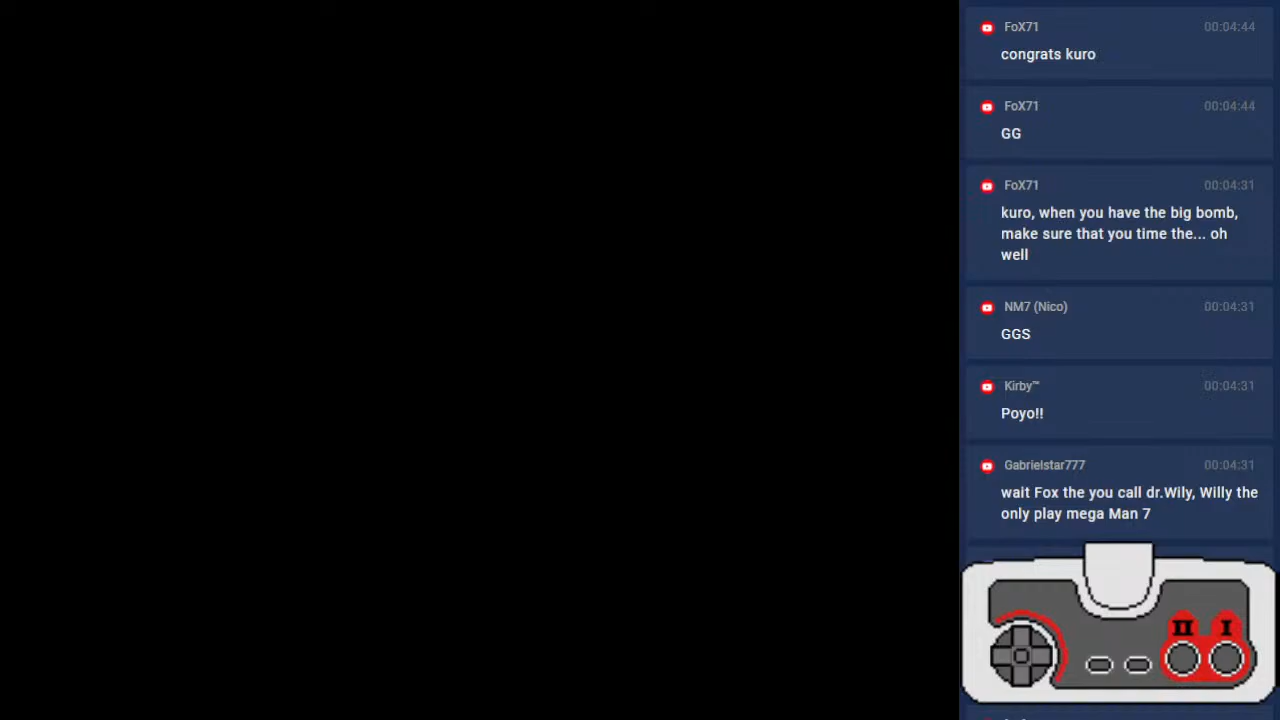 FoX71 00:04:44
congrats kuro
FoX71 00:04:44
GG
FoX71 00:04:31
kuro, when you have the big bomb,
make sure that you time the... oh
well
NM7 (Nico) 00:04:31
GGS
Kirby™ 00:04:31
Poyo!!
Gabrielstar777 00:04:31
wait Fox the you call dr.Wily, Willy the
only play mega Man 7
II I